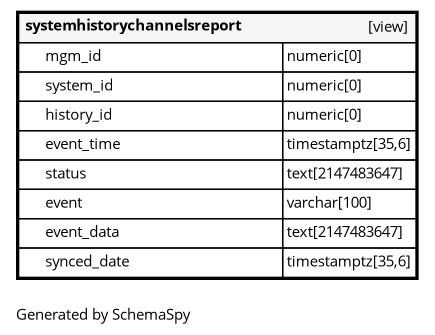 systemhistorychannelsreport [view]
mgm_id numeric[0]
system_id numeric[0]
history_id numeric[0]
event_time timestamptz[35,6]
status text[2147483647]
event varchar[100]
event_data text[2147483647]
synced_date timestamptz[35,6]
Generated by SchemaSpy